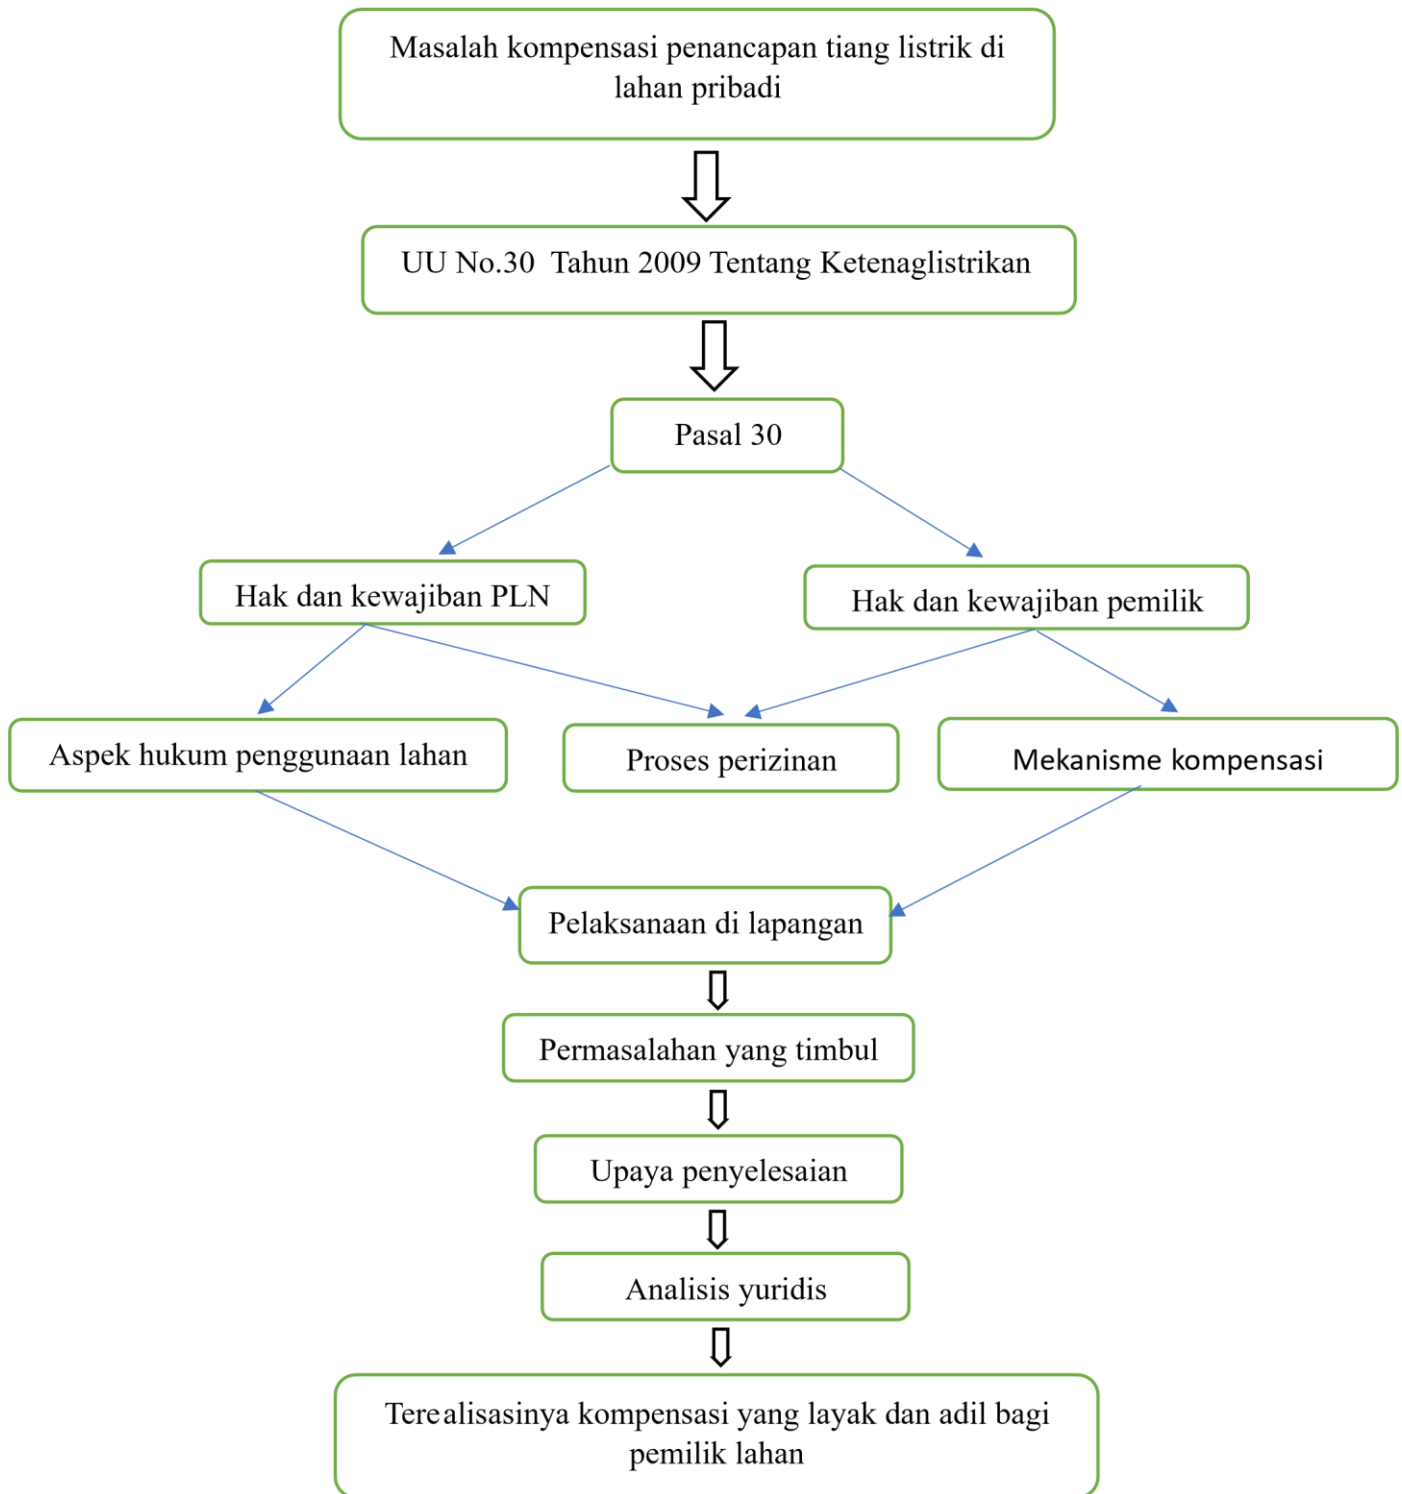 Masalah kompensasi penancapan tiang listrik di
lahan pribadi
UU No.30  Tahun 2009 Tentang Ketenaglistrikan
Pasal 30
Hak dan kewajiban PLN
Hak dan kewajiban pemilik
Aspek hukum penggunaan lahan
Proses perizinan
Mekanisme kompensasi
Pelaksanaan di lapangan
Permasalahan yang timbul
Upaya penyelesaian
Analisis yuridis
Terealisasinya kompensasi yang layak dan adil bagi
pemilik lahan